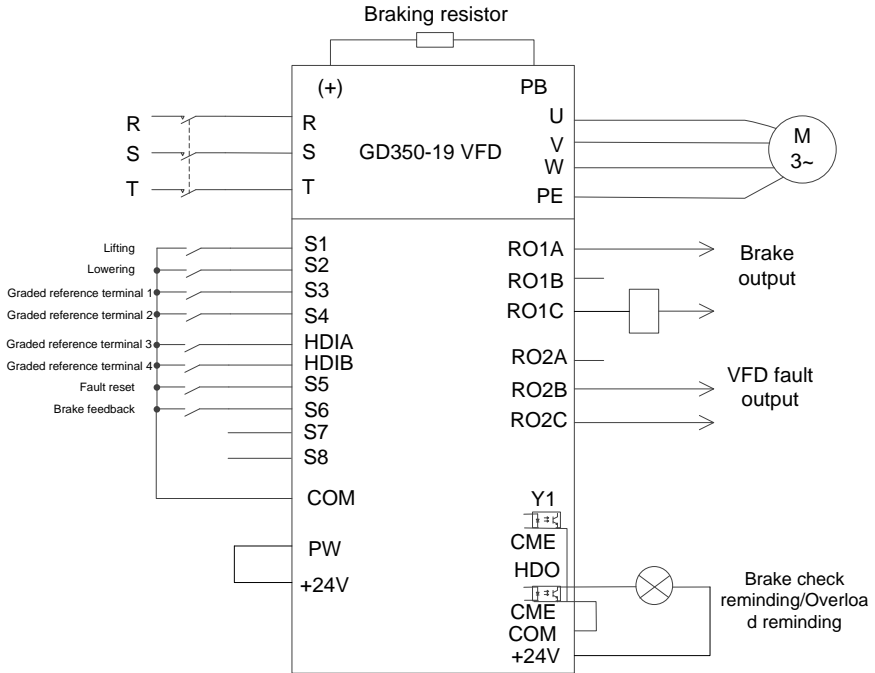 Braking resistor
(+)
PB
R
S
T
R
S
T
GD350-19 VFD
U
V
W
PE
M
3~
Lifting
Lowering
Graded reference terminal 1
Graded reference terminal 2
Graded reference terminal 3
Graded reference terminal 4
Fault reset
Brake feedback
S1
S2
S3
S4
HDIA
HDIB
S5
S6
S7
S8
COM
PW
+24V
RO1A
RO1B
RO1C
RO2A
RO2B
RO2C
Brake
output
VFD fault
output
Y1
CME
HDO
CME
COM
+24V
Brake check
reminding/Overloa
d reminding